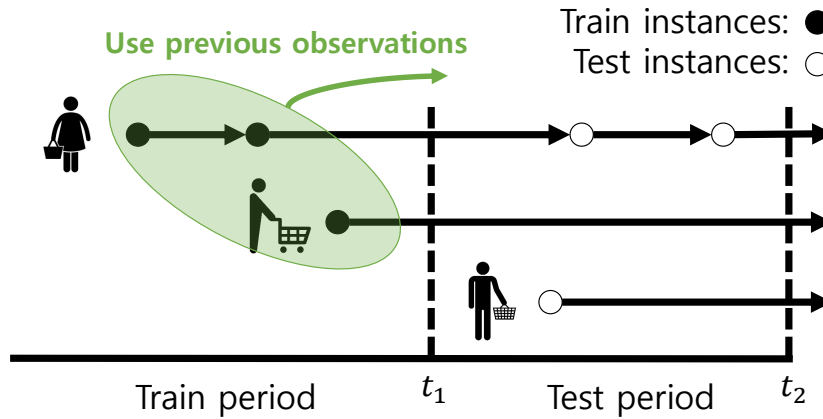 Use previous observations
Train instances:
Test instances:
Train period
t₁
Test period
t₂